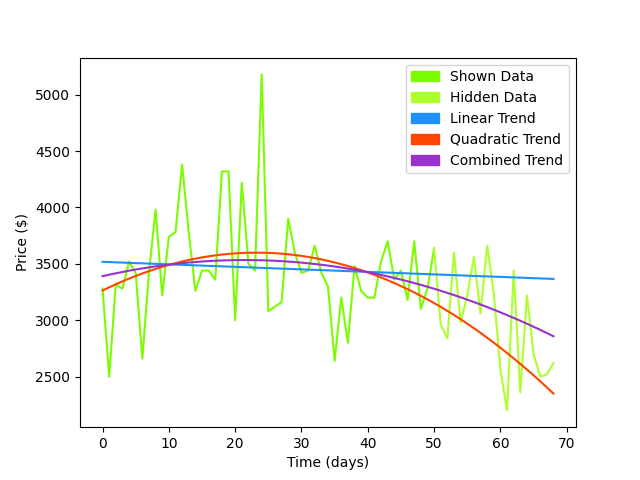 Shown Data
Hidden Data
Linear Trend
Quadratic Trend
Combined Trend
Price ($)
5000
4500
4000
3500
3000
2500
0 10 20 30 40 50 60 70
Time (days)